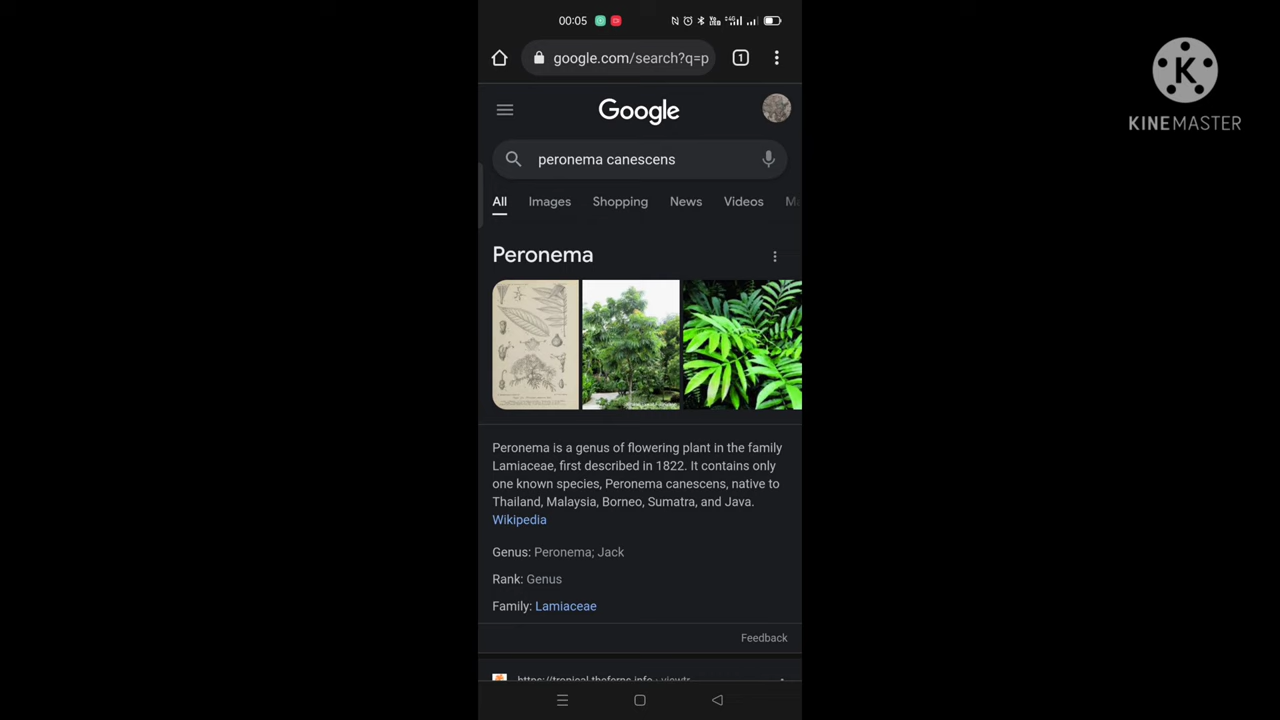 00:05
google.com/search?q=p
1
Google
peronema canescens
All Images Shopping News Videos
Peronema
Peronema is a genus of flowering plant in the family
Lamiaceae, first described in 1822. It contains only
one known species, Peronema canescens, native to
Thailand, Malaysia, Borneo, Sumatra, and Java.
Wikipedia
Genus: Peronema; Jack
Rank: Genus
Family: Lamiaceae
Feedback
K
KINEMASTER